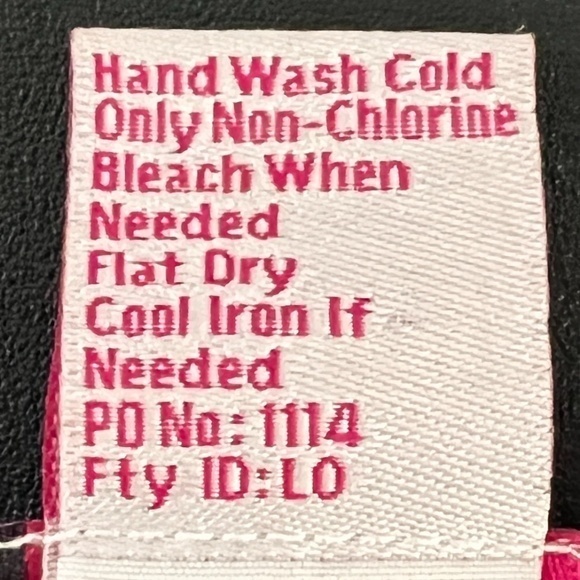 Hand Wash Cold
Only Non-Chlorine
Bleach When
Needed
Flat Dry
Cool Iron If
Needed
PO No: 1114
Fty ID:LO